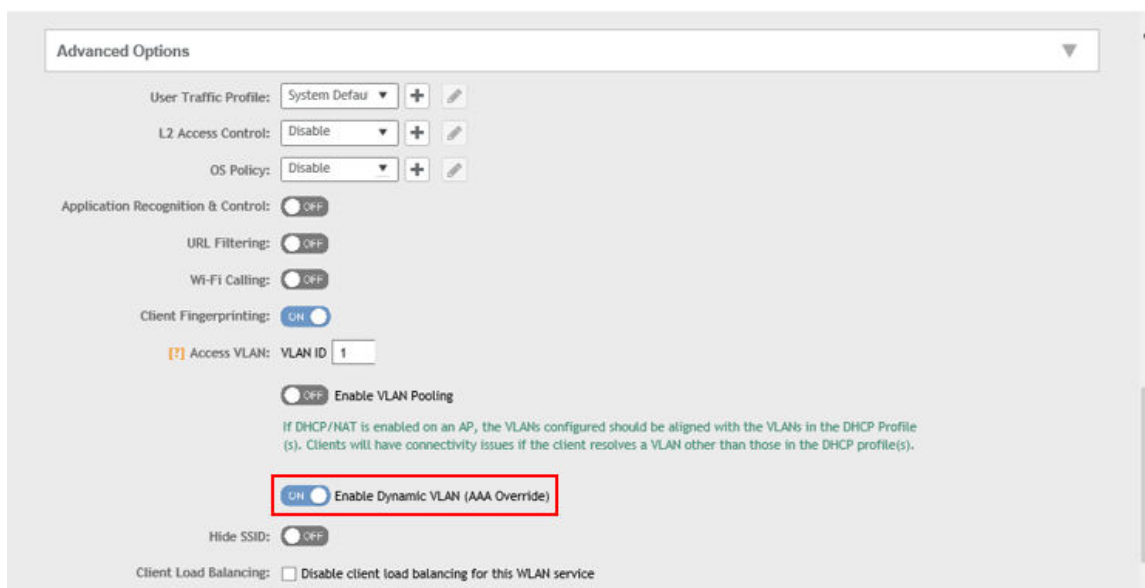 Advanced Options
User Traffic Profile: System Defau
L2 Access Control: Disable
OS Policy: Disable
Application Recognition & Control: OFF
URL Filtering: OFF
Wi-Fi Calling: OFF
Client Fingerprinting: ON
[?] Access VLAN: VLAN ID 1
OFF Enable VLAN Pooling
If DHCP/NAT is enabled on an AP, the VLANs configured should be aligned with the VLANs in the DHCP Profile
(s). Clients will have connectivity issues if the client resolves a VLAN other than those in the DHCP profile(s).
ON Enable Dynamic VLAN (AAA Override)
Hide SSID: OFF
Client Load Balancing: Disable client load balancing for this WLAN service